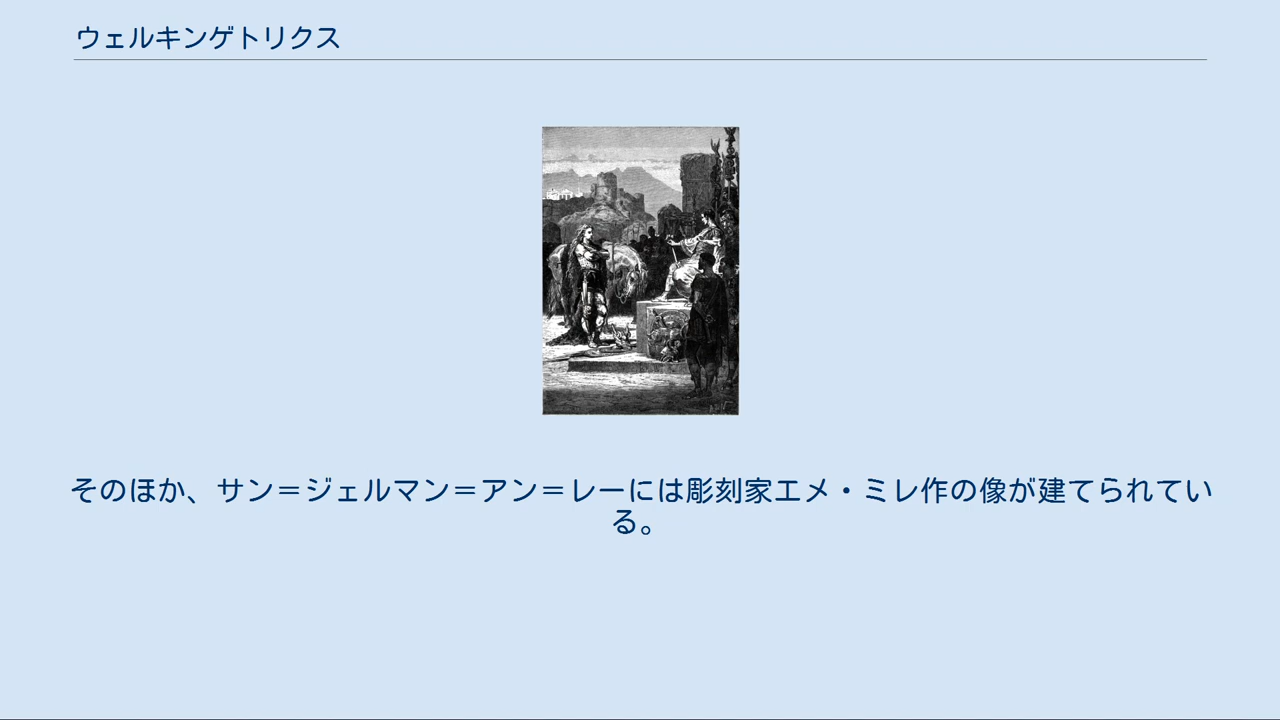 ウェルキンゲトリクス
そのほか、サン＝ジェルマン＝アン＝レーには彫刻家エメ・ミレ作の像が建てられてい
る。